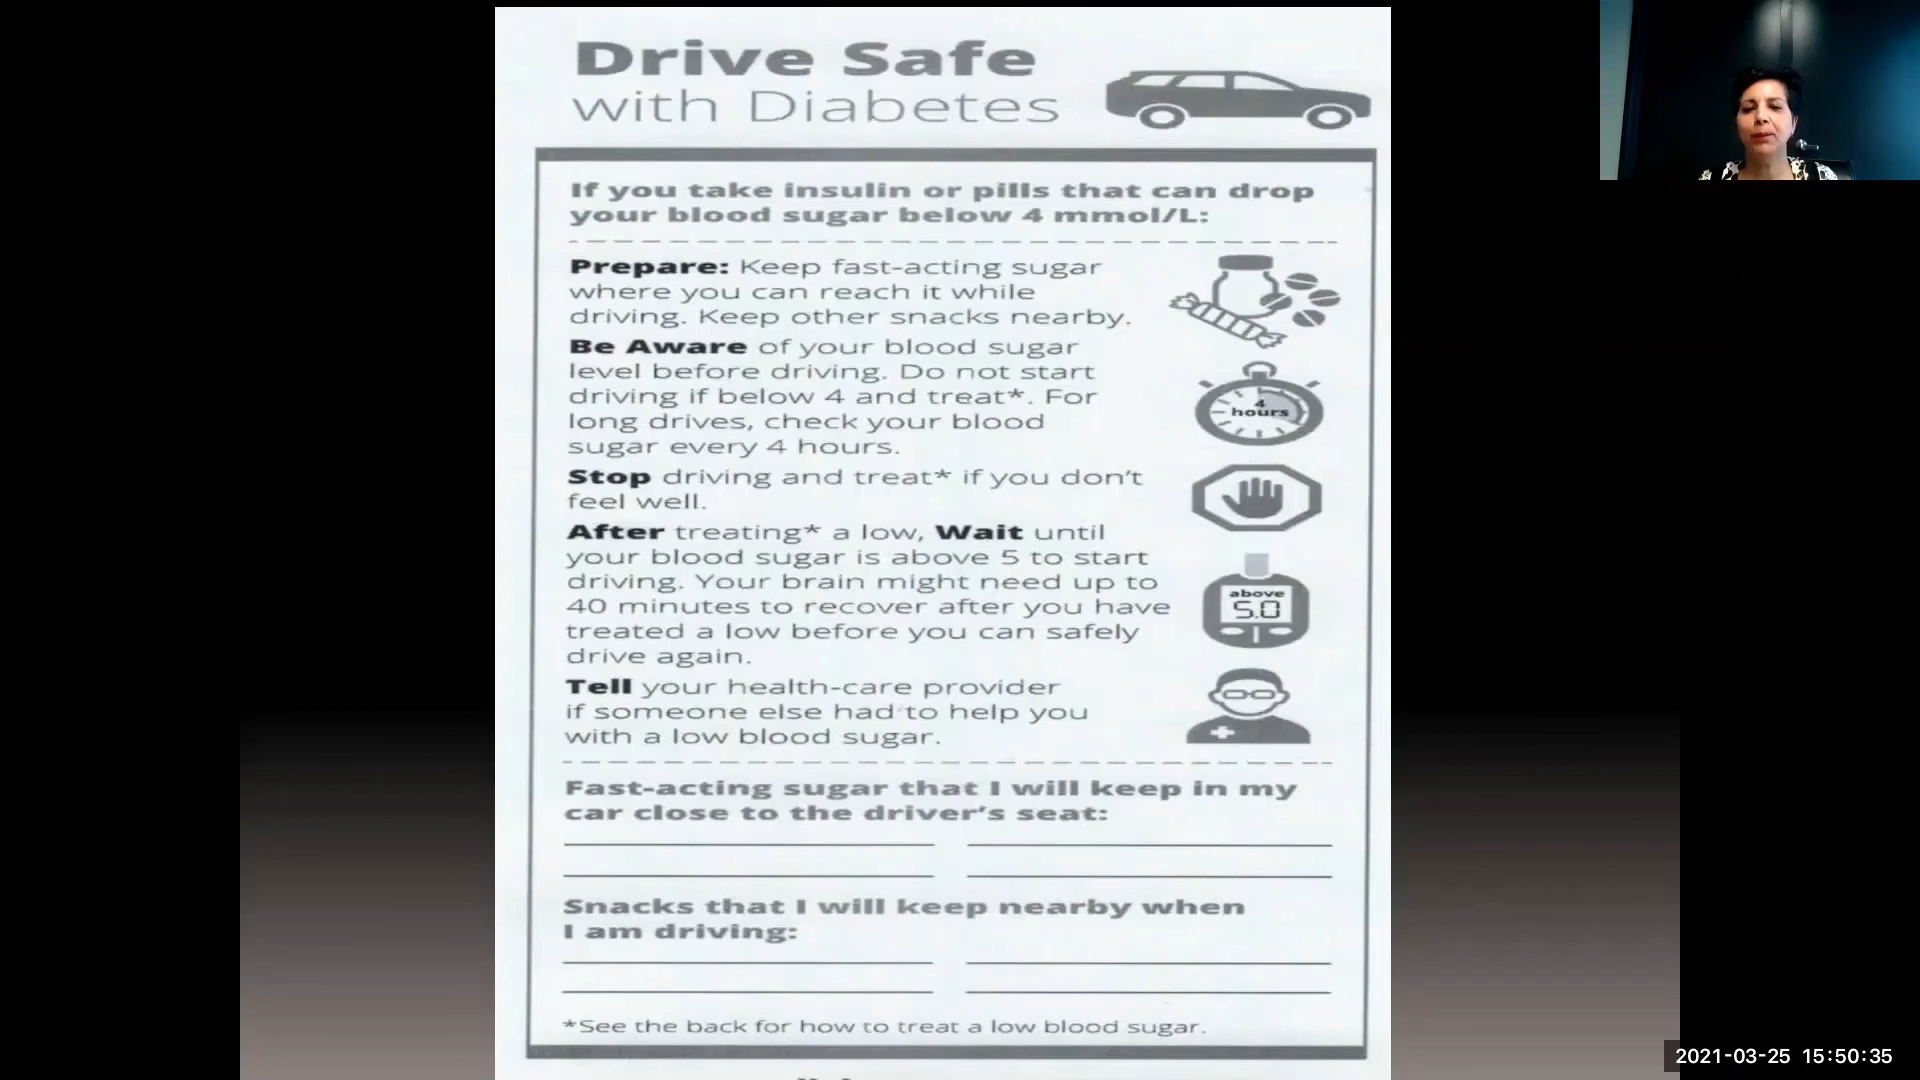 Drive Safe
with Diabetes
If you take insulin or pills that can drop
your blood sugar below 4 mmol/L:
Prepare: Keep fast-acting sugar
where you can reach it while
driving. Keep other snacks nearby.
Be Aware of your blood sugar
level before driving. Do not start
driving if below 4 and treat*. For
long drives, check your blood
sugar every 4 hours.
4
hours
Stop driving and treat* if you don't
feel well.
After treating* a low, Wait until
your blood sugar is above 5 to start
driving. Your brain might need up to
40 minutes to recover after you have
treated a low before you can safely
drive again.
above
5.0
Tell your health-care provider
if someone else had to help you
with a low blood sugar.
Fast-acting sugar that I will keep in my
car close to the driver's seat:
Snacks that I will keep nearby when
I am driving:
*See the back for how to treat a low blood sugar.
2021-03-25 15:50:35